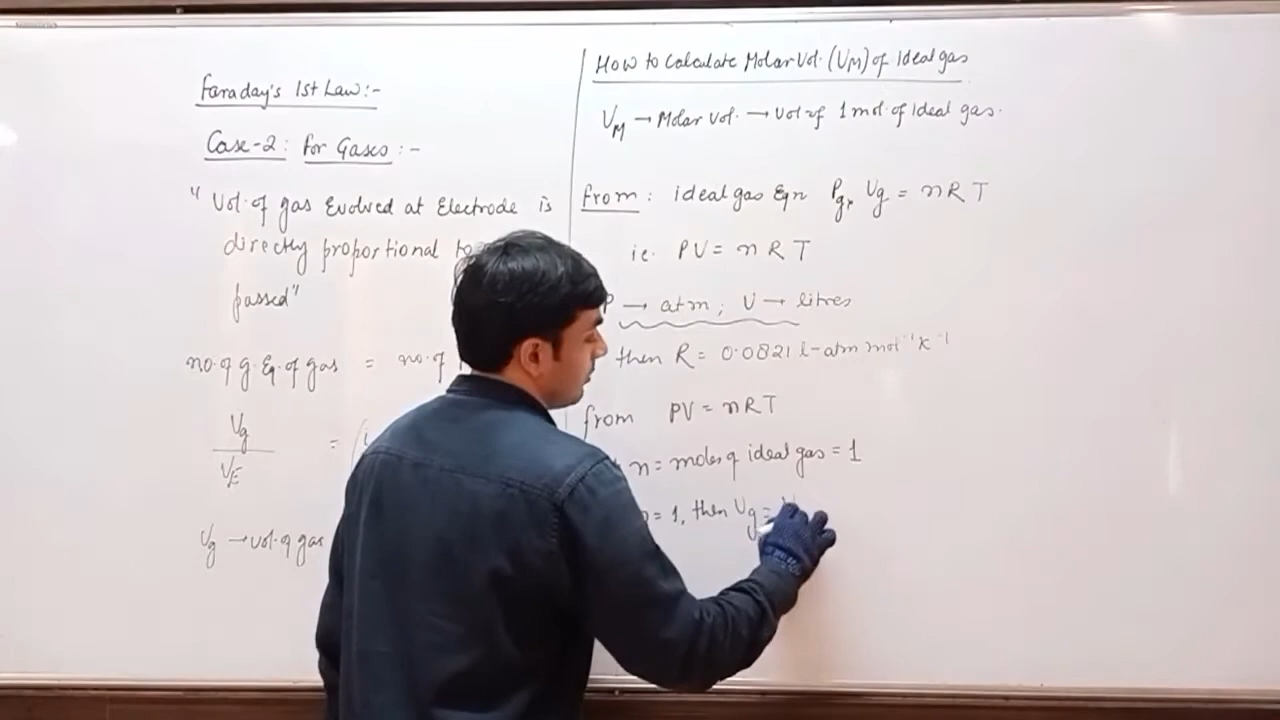 Faraday's 1st Law:-
Case-2: For Gases :-
" Vol. of gas Evolved at Electrode is
directly proportional to
passed"
no. of g. Eq. of gas = no. of
Vg
=
VE
Vg → vol. of gas
How to Calculate Molar Vol. (VM) of Ideal gas
VM → Molar Vol. → Vol of 1 mol. of Ideal gas.
From : ideal gas Eqn Pg, Vg = nRT
ie. PV = nRT
P → atm ; V → litres
then R = 0.0821 l-atm mol⁻¹ K⁻¹
from PV = nRT
n = moles of ideal gas = 1
= 1, then Vg =